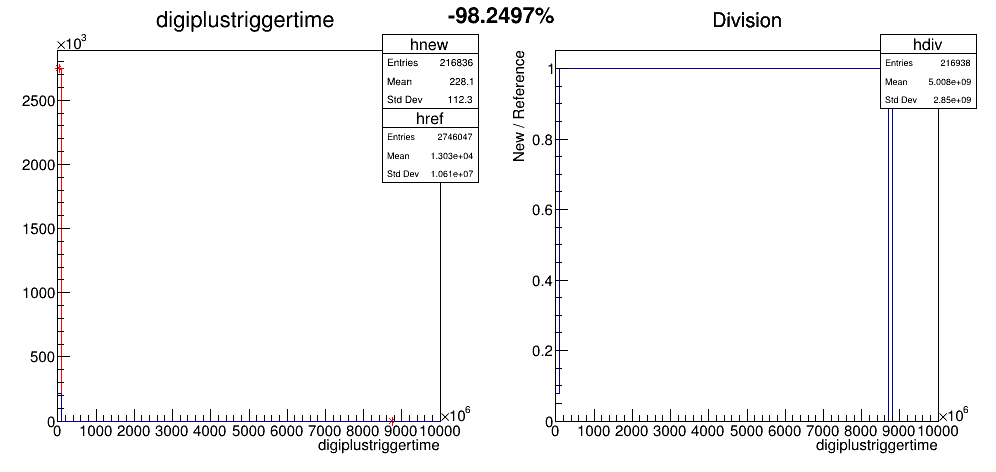 digiplustriggertime
-98.2497%
Division
×10³
hnew
Entries 216836
Mean 228.1
Std Dev 112.3
href
Entries 2746047
Mean 1.303e+04
Std Dev 1.061e+07
2500
2000
1500
1000
500
0
0 1000 2000 3000 4000 5000 6000 7000 8000 9000 10000
×10⁶
digiplustriggertime
hdiv
Entries 216938
Mean 5.008e+09
Std Dev 2.85e+09
New / Reference
1
0.8
0.6
0.4
0.2
0
0 1000 2000 3000 4000 5000 6000 7000 8000 9000 10000
×10⁶
digiplustriggertime